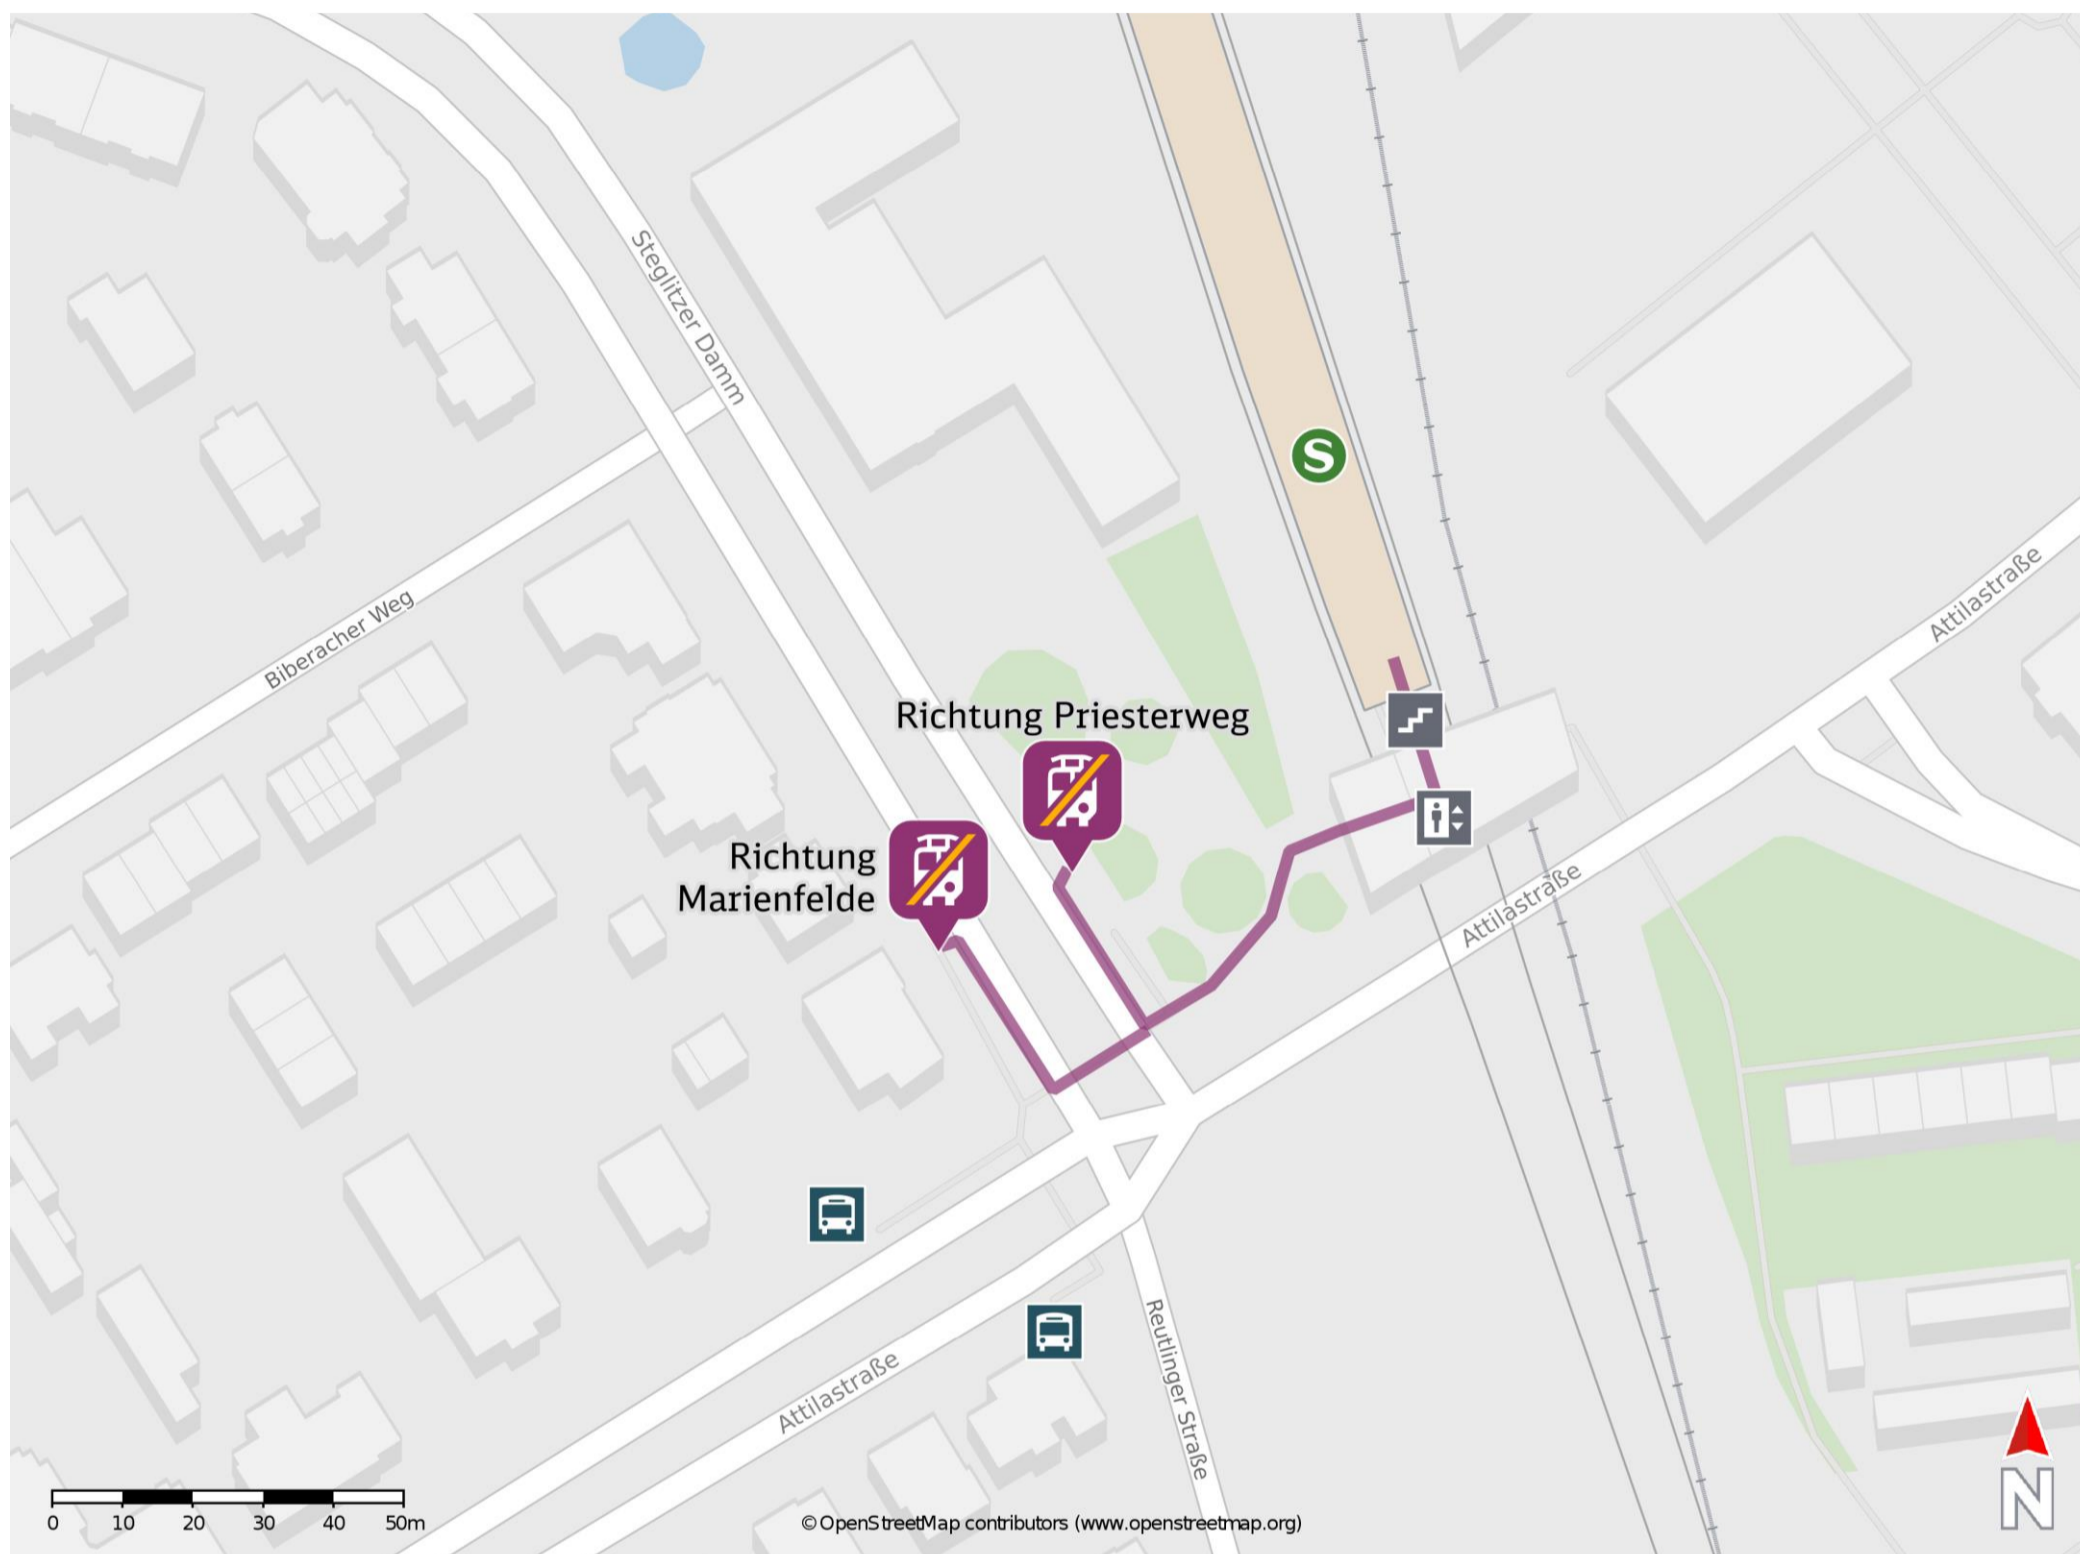 Steglitzer Damm
S
Attilastraße
Biberacher Weg
Richtung Priesterweg
Richtung
Marienfelde
Attilastraße
Reutlinger Straße
Attilastraße
N
0 10 20 30 40 50m
© OpenStreetMap contributors (www.openstreetmap.org)